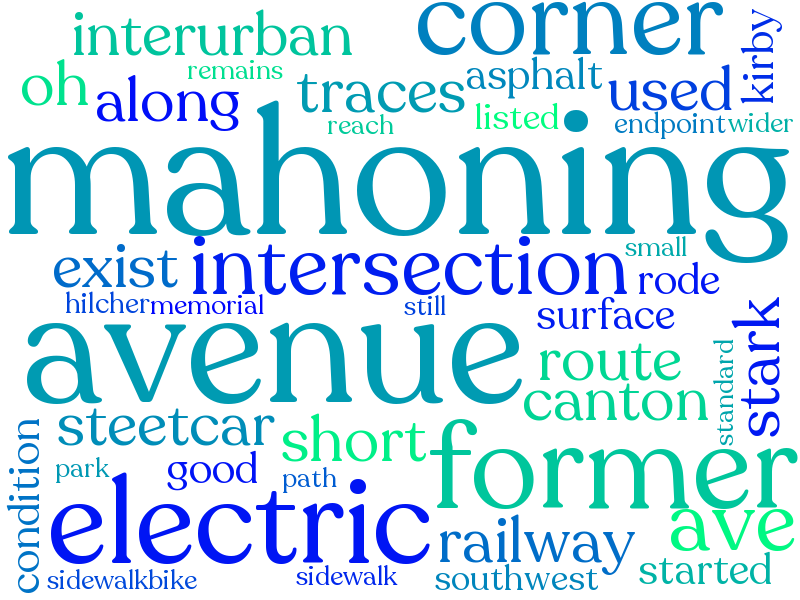 corner
interurban
kirby
remains
oh
along
traces
asphalt
used
reach
listed
endpoint
wider
mahoning
exist
intersection
small
rode
hilcher
memorial
still
surface
stark
avenue
route
standard
canton
steetcar
short
former
condition
park
good
path
electric
ave
railway
sidewalkbike
sidewalk
southwest
started